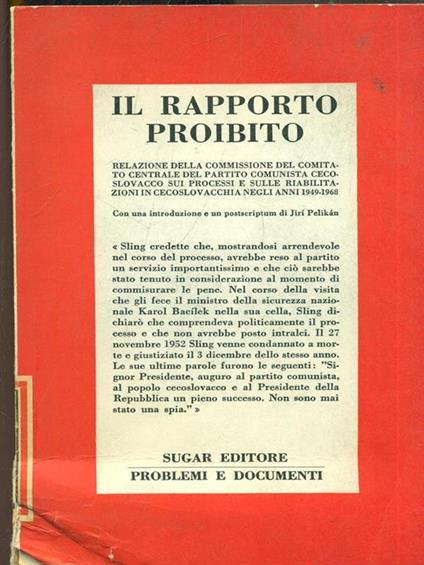 IL RAPPORTO
PROIBITO
RELAZIONE DELLA COMMISSIONE DEL COMITA-
TO CENTRALE DEL PARTITO COMUNISTA CECO-
SLOVACCO SUI PROCESSI E SULLE RIABILITA-
ZIONI IN CECOSLOVACCHIA NEGLI ANNI 1949-1968
Con una introduzione e un postscriptum di Jirí Pelikán
« Sling credette che, mostrandosi arrendevole
nel corso del processo, avrebbe reso al partito
un servizio importantissimo e che ciò sarebbe
stato tenuto in considerazione al momento di
commisurare le pene. Nel corso della visita
che gli fece il ministro della sicurezza nazio-
nale Karol Bacílek nella sua cella, Sling di-
chiarò che comprendeva politicamente il pro-
cesso e che non avrebbe posto intralci. Il 27
novembre 1952 Sling venne condannato a mor-
te e giustiziato il 3 dicembre dello stesso anno.
Le sue ultime parole furono le seguenti: "Si-
gnor Presidente, auguro al partito comunista,
al popolo cecoslovacco e al Presidente della
Repubblica un pieno successo. Non sono mai
stato una spia." »
SUGAR EDITORE
PROBLEMI E DOCUMENTI